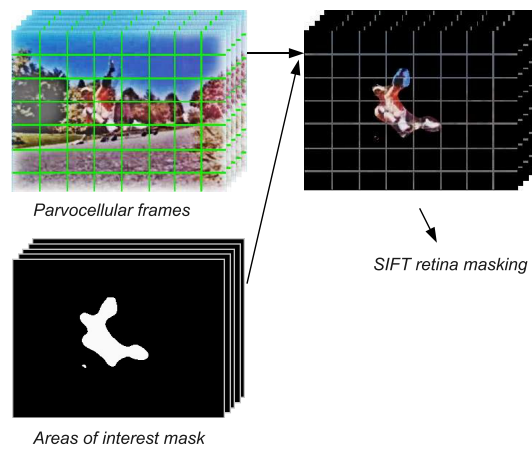 Parvocellular frames
SIFT retina masking
Areas of interest mask